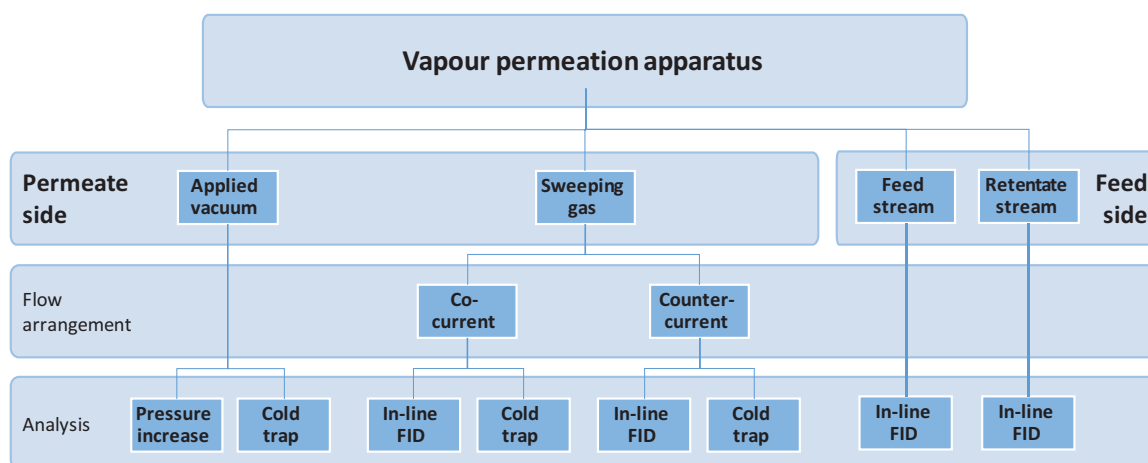 Vapour permeation apparatus
Permeate
side
Applied
vacuum
Sweeping
gas
Feed
stream
Retentate
stream
Feed
side
Flow
arrangement
Co-
current
Counter-
current
Analysis
Pressure
increase
Cold
trap
In-line
FID
Cold
trap
In-line
FID
Cold
trap
In-line
FID
In-line
FID